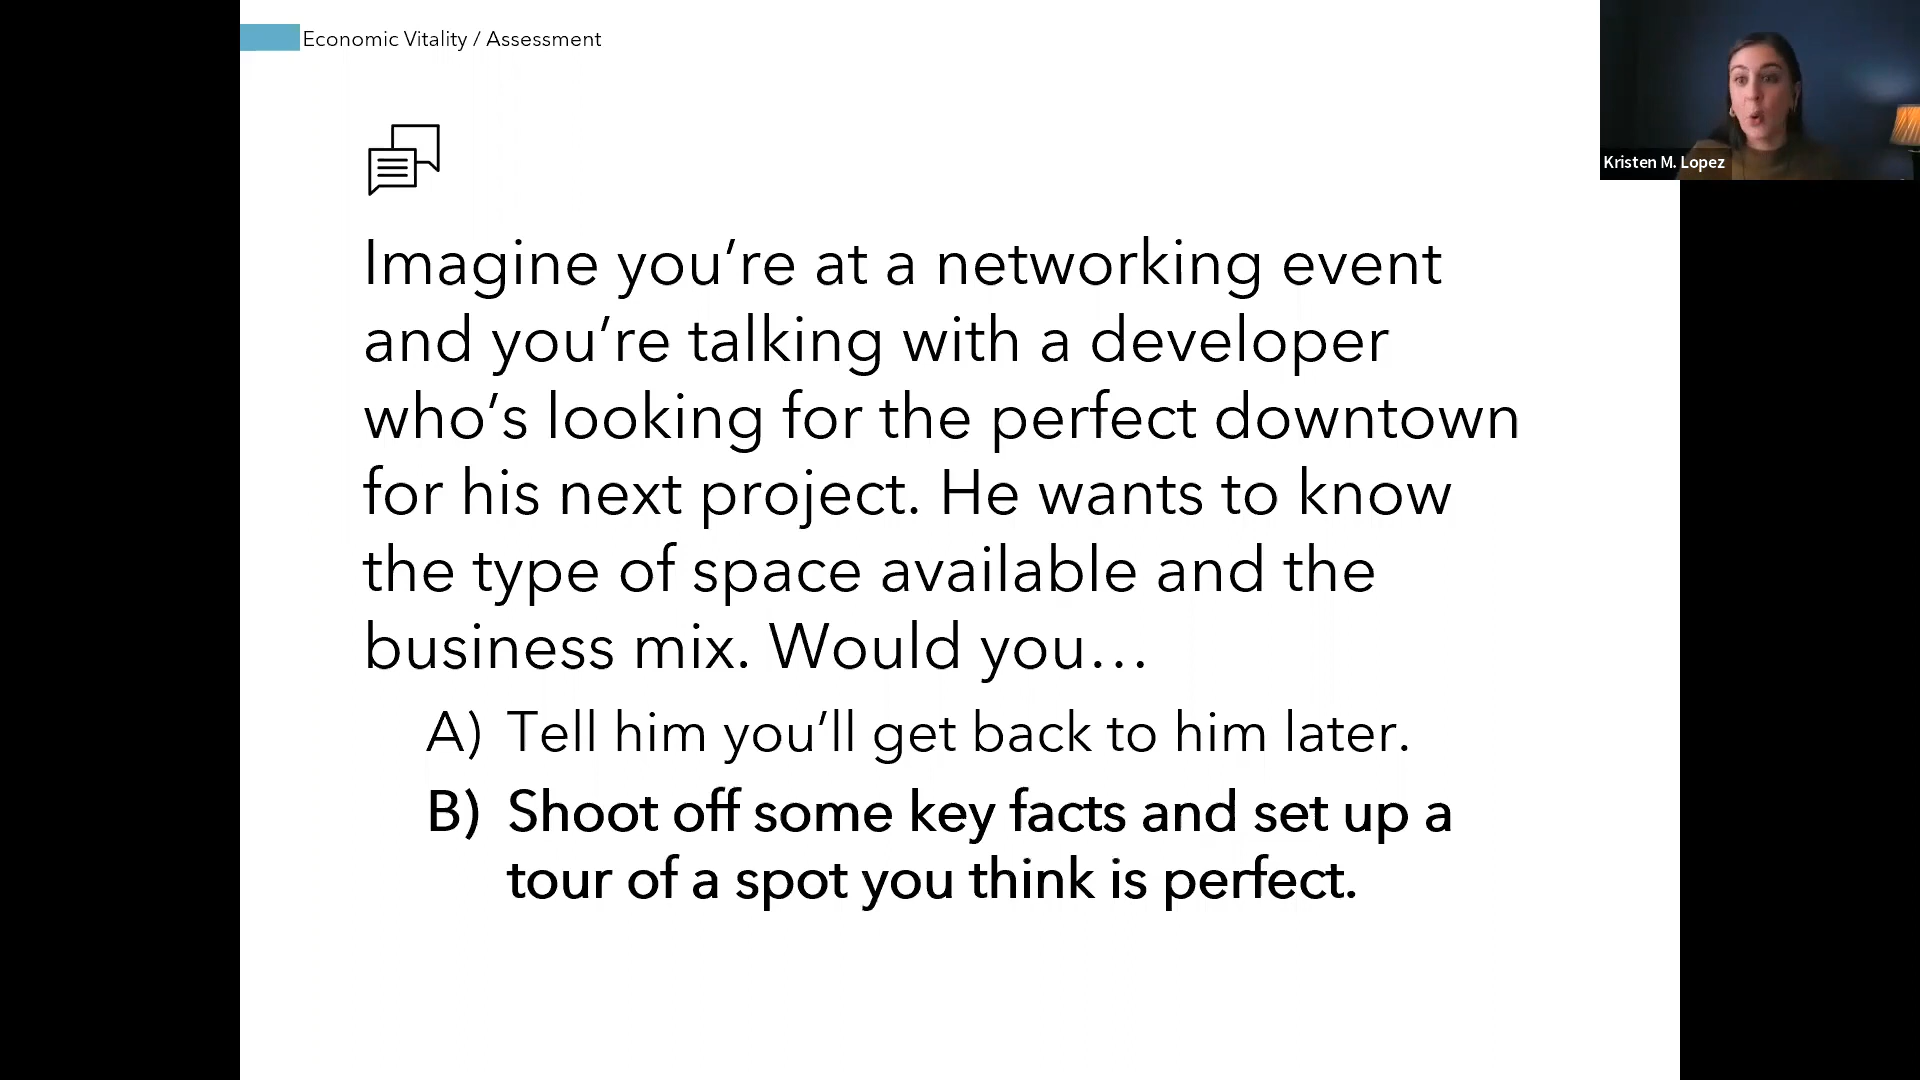 Economic Vitality / Assessment
Kristen M. Lopez
Imagine you’re at a networking event
and you’re talking with a developer
who’s looking for the perfect downtown
for his next project. He wants to know
the type of space available and the
business mix. Would you…
A) Tell him you’ll get back to him later.
B) Shoot off some key facts and set up a
tour of a spot you think is perfect.